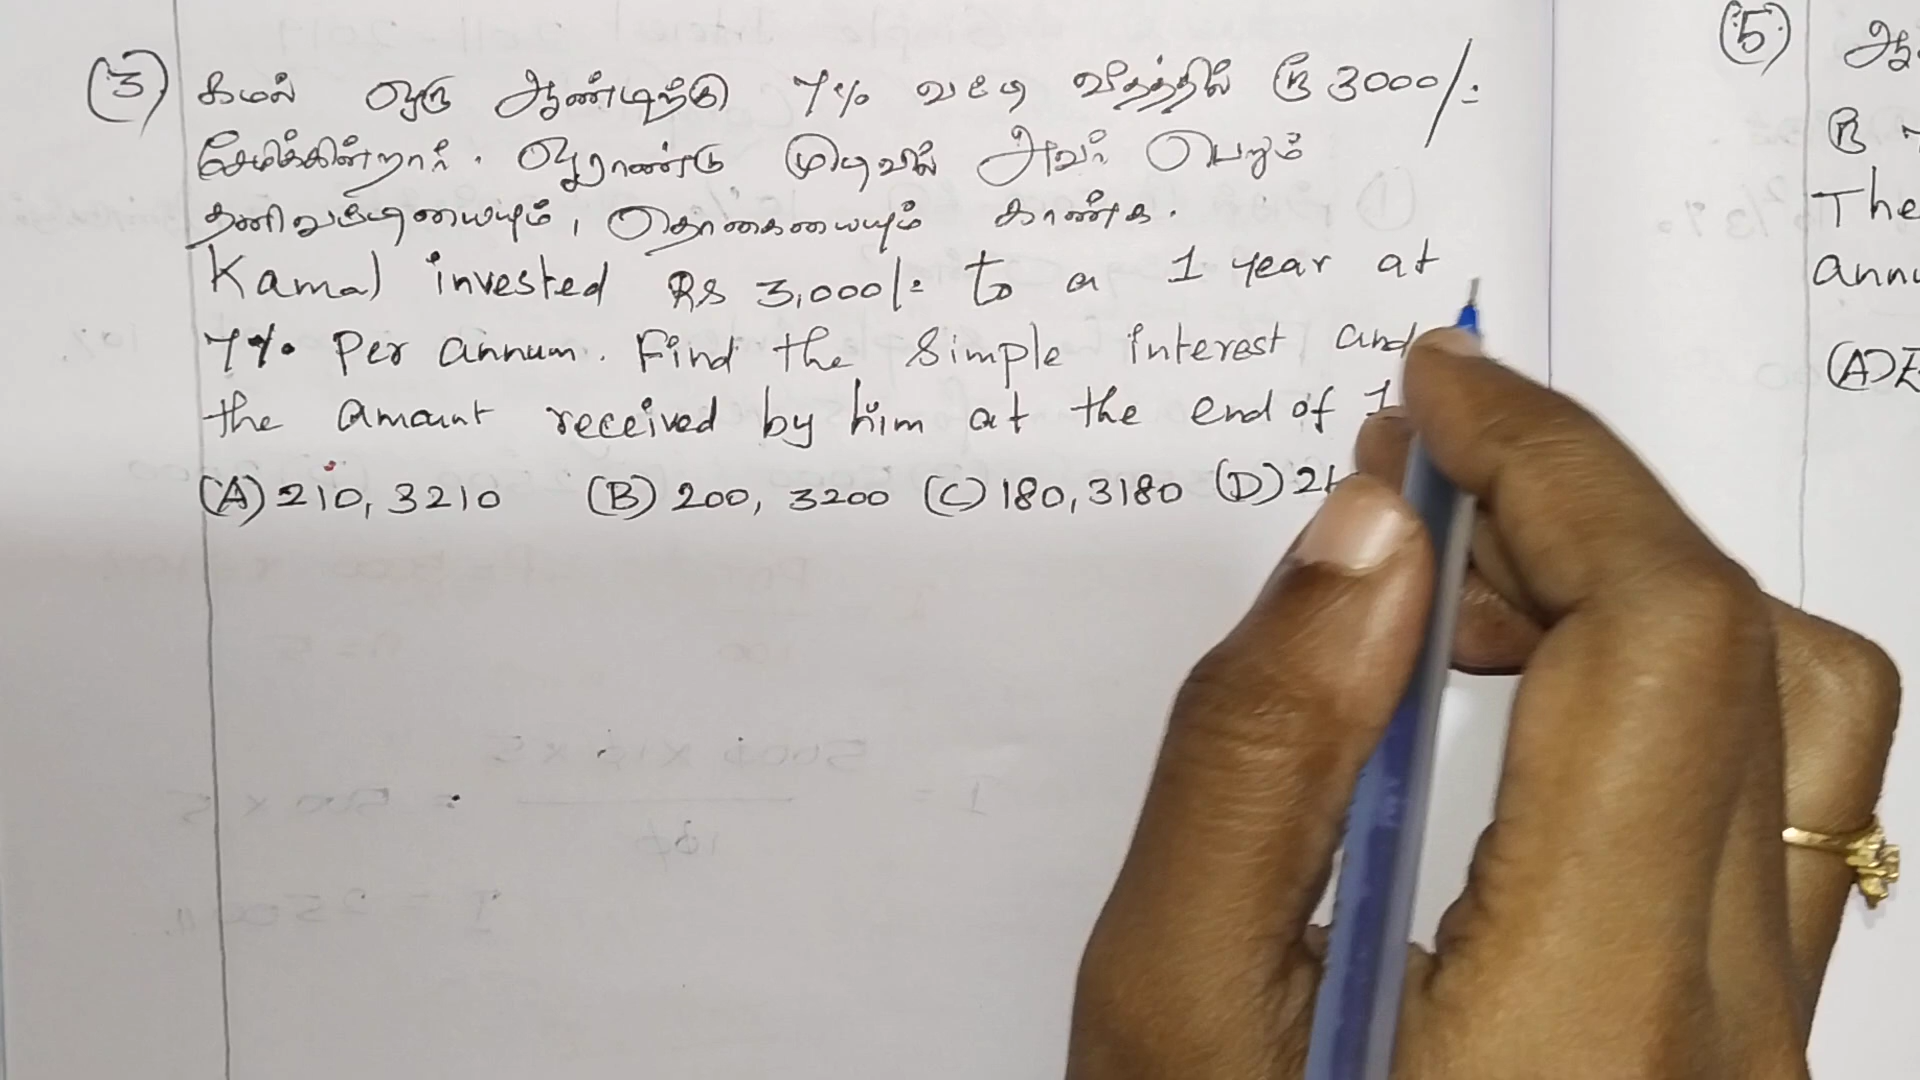 (3) கமல் ஒரு ஆண்டிற்கு 7% வட்டி வீதத்தில் ரூ 3000/-
சேமிக்கின்றார். ஓராண்டு முடிவில் அவர் பெறும்
தனிவட்டியையும், தொகையையும் காண்க.
Kamal invested Rs 3,000/- to a 1 year at
7% Per annum. Find the simple interest and
the amount received by him at the end of 1
(A) 210, 3210 (B) 200, 3200 (C) 180, 3180 (D)
(5)
ரூ
The
(A)